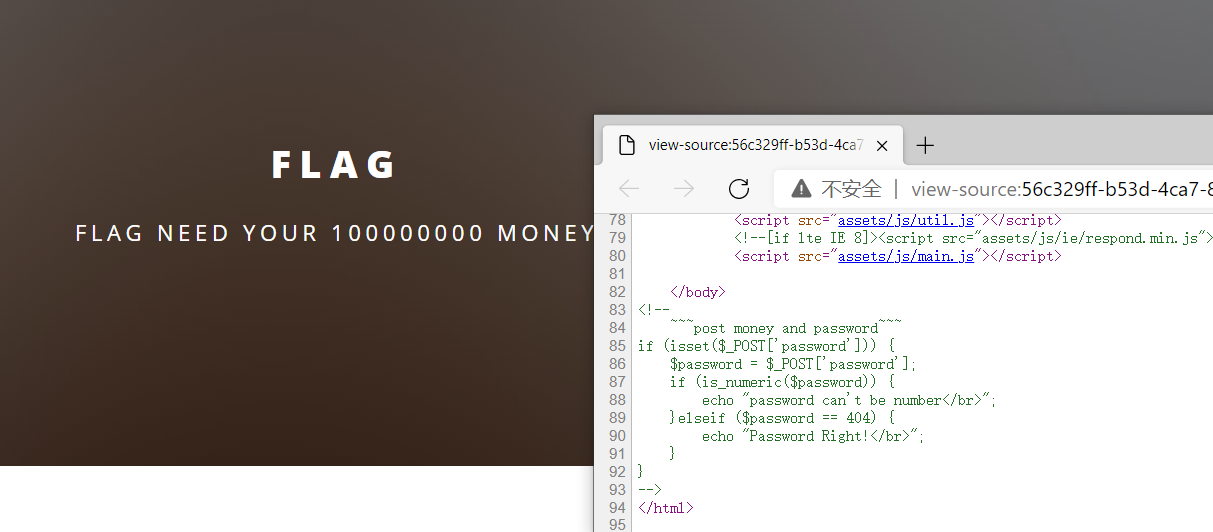 FLAG
FLAG NEED YOUR 100000000 MONEY
view-source:56c329ff-b53d-4ca7
不安全 | view-source:56c329ff-b53d-4ca7-8
78 <script src="assets/js/util.js"></script>
79 <!--[if lte IE 8]><script src="assets/js/ie/respond.min.js">
80 <script src="assets/js/main.js"></script>
81
82 </body>
83 <!--
84 ~~~post money and password~~~
85 if (isset($_POST['password'])) {
86 $password = $_POST['password'];
87 if (is_numeric($password)) {
88 echo "password can't be number</br>";
89 }elseif ($password == 404) {
90 echo "Password Right!</br>";
91 }
92 }
93 -->
94 </html>
95